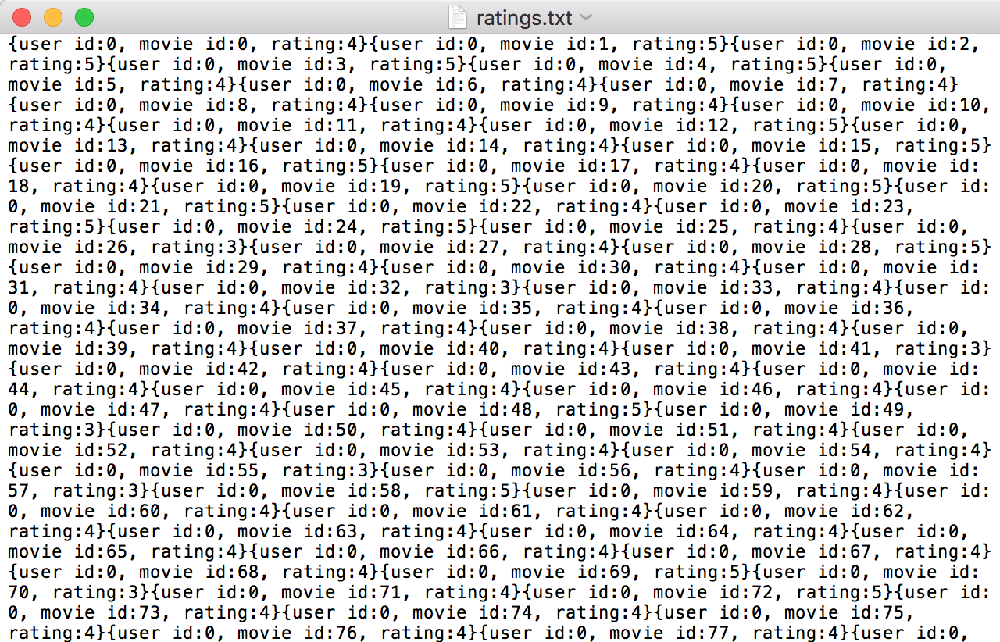 ratings.txt
{user id:0, movie id:0, rating:4}{user id:0, movie id:1, rating:5}{user id:0, movie id:2,
rating:5}{user id:0, movie id:3, rating:5}{user id:0, movie id:4, rating:5}{user id:0,
movie id:5, rating:4}{user id:0, movie id:6, rating:4}{user id:0, movie id:7, rating:4}
{user id:0, movie id:8, rating:4}{user id:0, movie id:9, rating:4}{user id:0, movie id:10,
rating:4}{user id:0, movie id:11, rating:4}{user id:0, movie id:12, rating:5}{user id:0,
movie id:13, rating:4}{user id:0, movie id:14, rating:4}{user id:0, movie id:15, rating:5}
{user id:0, movie id:16, rating:5}{user id:0, movie id:17, rating:4}{user id:0, movie id:
18, rating:4}{user id:0, movie id:19, rating:5}{user id:0, movie id:20, rating:5}{user id:
0, movie id:21, rating:5}{user id:0, movie id:22, rating:4}{user id:0, movie id:23,
rating:5}{user id:0, movie id:24, rating:5}{user id:0, movie id:25, rating:4}{user id:0,
movie id:26, rating:3}{user id:0, movie id:27, rating:4}{user id:0, movie id:28, rating:5}
{user id:0, movie id:29, rating:4}{user id:0, movie id:30, rating:4}{user id:0, movie id:
31, rating:4}{user id:0, movie id:32, rating:3}{user id:0, movie id:33, rating:4}{user id:
0, movie id:34, rating:4}{user id:0, movie id:35, rating:4}{user id:0, movie id:36,
rating:4}{user id:0, movie id:37, rating:4}{user id:0, movie id:38, rating:4}{user id:0,
movie id:39, rating:4}{user id:0, movie id:40, rating:4}{user id:0, movie id:41, rating:3}
{user id:0, movie id:42, rating:4}{user id:0, movie id:43, rating:4}{user id:0, movie id:
44, rating:4}{user id:0, movie id:45, rating:4}{user id:0, movie id:46, rating:4}{user id:
0, movie id:47, rating:4}{user id:0, movie id:48, rating:5}{user id:0, movie id:49,
rating:3}{user id:0, movie id:50, rating:4}{user id:0, movie id:51, rating:4}{user id:0,
movie id:52, rating:4}{user id:0, movie id:53, rating:4}{user id:0, movie id:54, rating:4}
{user id:0, movie id:55, rating:3}{user id:0, movie id:56, rating:4}{user id:0, movie id:
57, rating:3}{user id:0, movie id:58, rating:5}{user id:0, movie id:59, rating:4}{user id:
0, movie id:60, rating:4}{user id:0, movie id:61, rating:4}{user id:0, movie id:62,
rating:4}{user id:0, movie id:63, rating:4}{user id:0, movie id:64, rating:4}{user id:0,
movie id:65, rating:4}{user id:0, movie id:66, rating:4}{user id:0, movie id:67, rating:4}
{user id:0, movie id:68, rating:4}{user id:0, movie id:69, rating:5}{user id:0, movie id:
70, rating:3}{user id:0, movie id:71, rating:4}{user id:0, movie id:72, rating:5}{user id:
0, movie id:73, rating:4}{user id:0, movie id:74, rating:4}{user id:0, movie id:75,
rating:4}{user id:0, movie id:76, rating:4}{user id:0, movie id:77, rating:4}{user id:0,